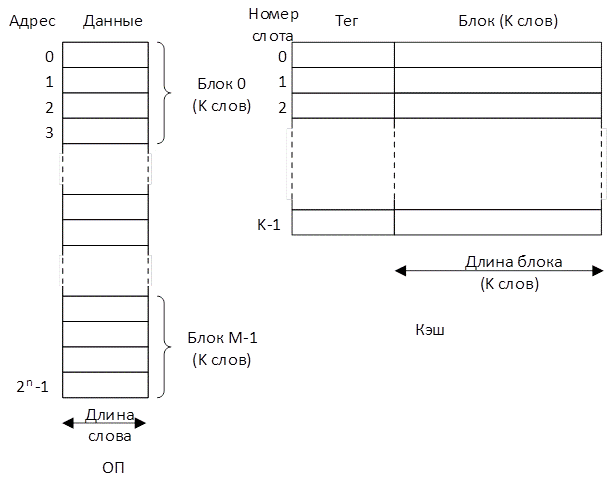 Адрес
Данные
0
1
2
3
Блок 0
(K слов)
Блок M-1
(K слов)
2ⁿ-1
Длина
слова
ОП
Номер
слота
Тег
Блок (K слов)
0
1
2
K-1
Длина блока
(K слов)
Кэш